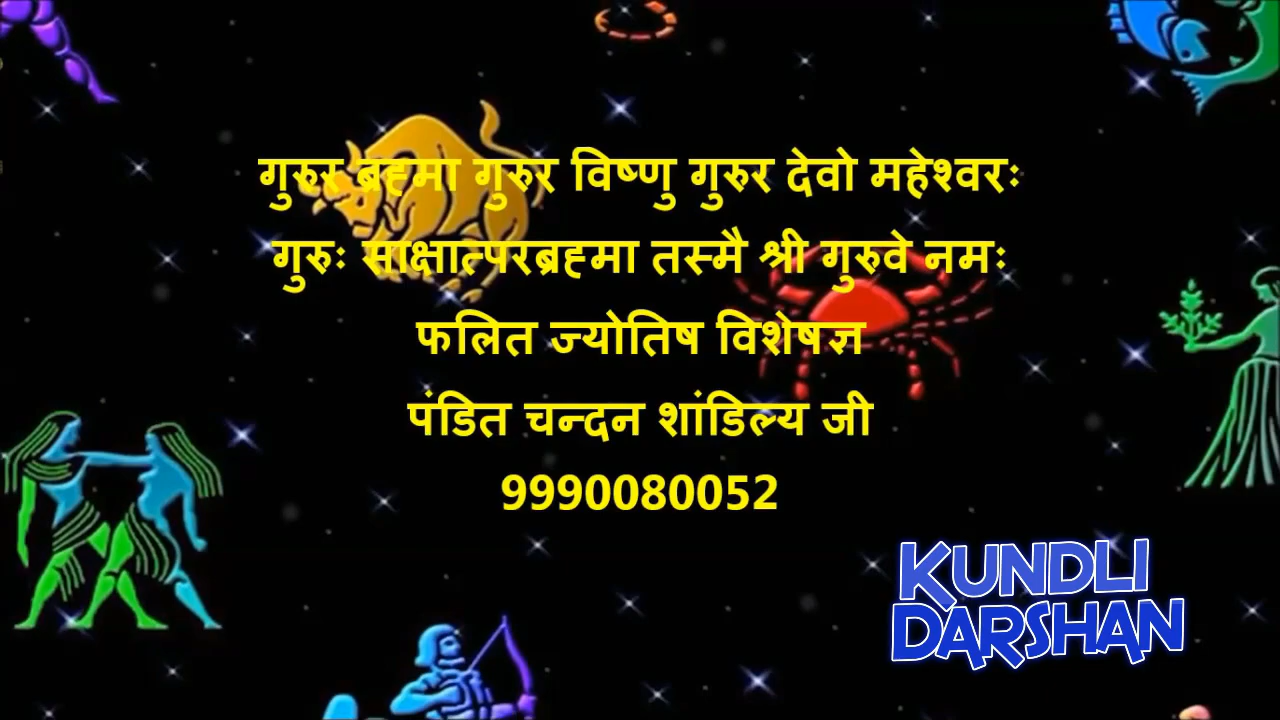 गुरुर ब्रह्मा गुरुर विष्णु गुरुर देवो महेश्वरः
गुरुः साक्षात्परब्रह्मा तस्मै श्री गुरुवे नमः
फलित ज्योतिष विशेषज्ञ
पंडित चन्दन शांडिल्य जी
9990080052
KUNDLI
DARSHAN